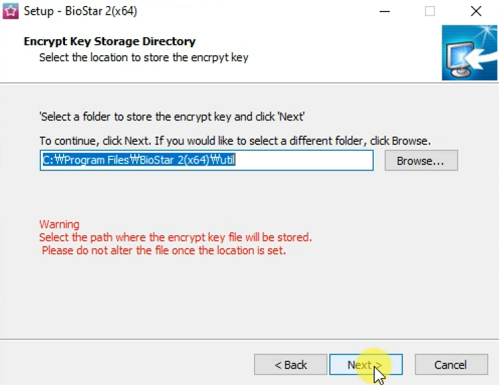 Setup - BioStar 2(x64)
Encrypt Key Storage Directory
Select the location to store the encrpyt key
'Select a folder to store the encrypt key and click 'Next'
To continue, click Next. If you would like to select a different folder, click Browse.
C:₩Program Files₩BioStar 2(x64)₩util
Browse...
Warning
Select the path where the encrypt key file will be stored.
Please do not alter the file once the location is set.
< Back
Next >
Cancel